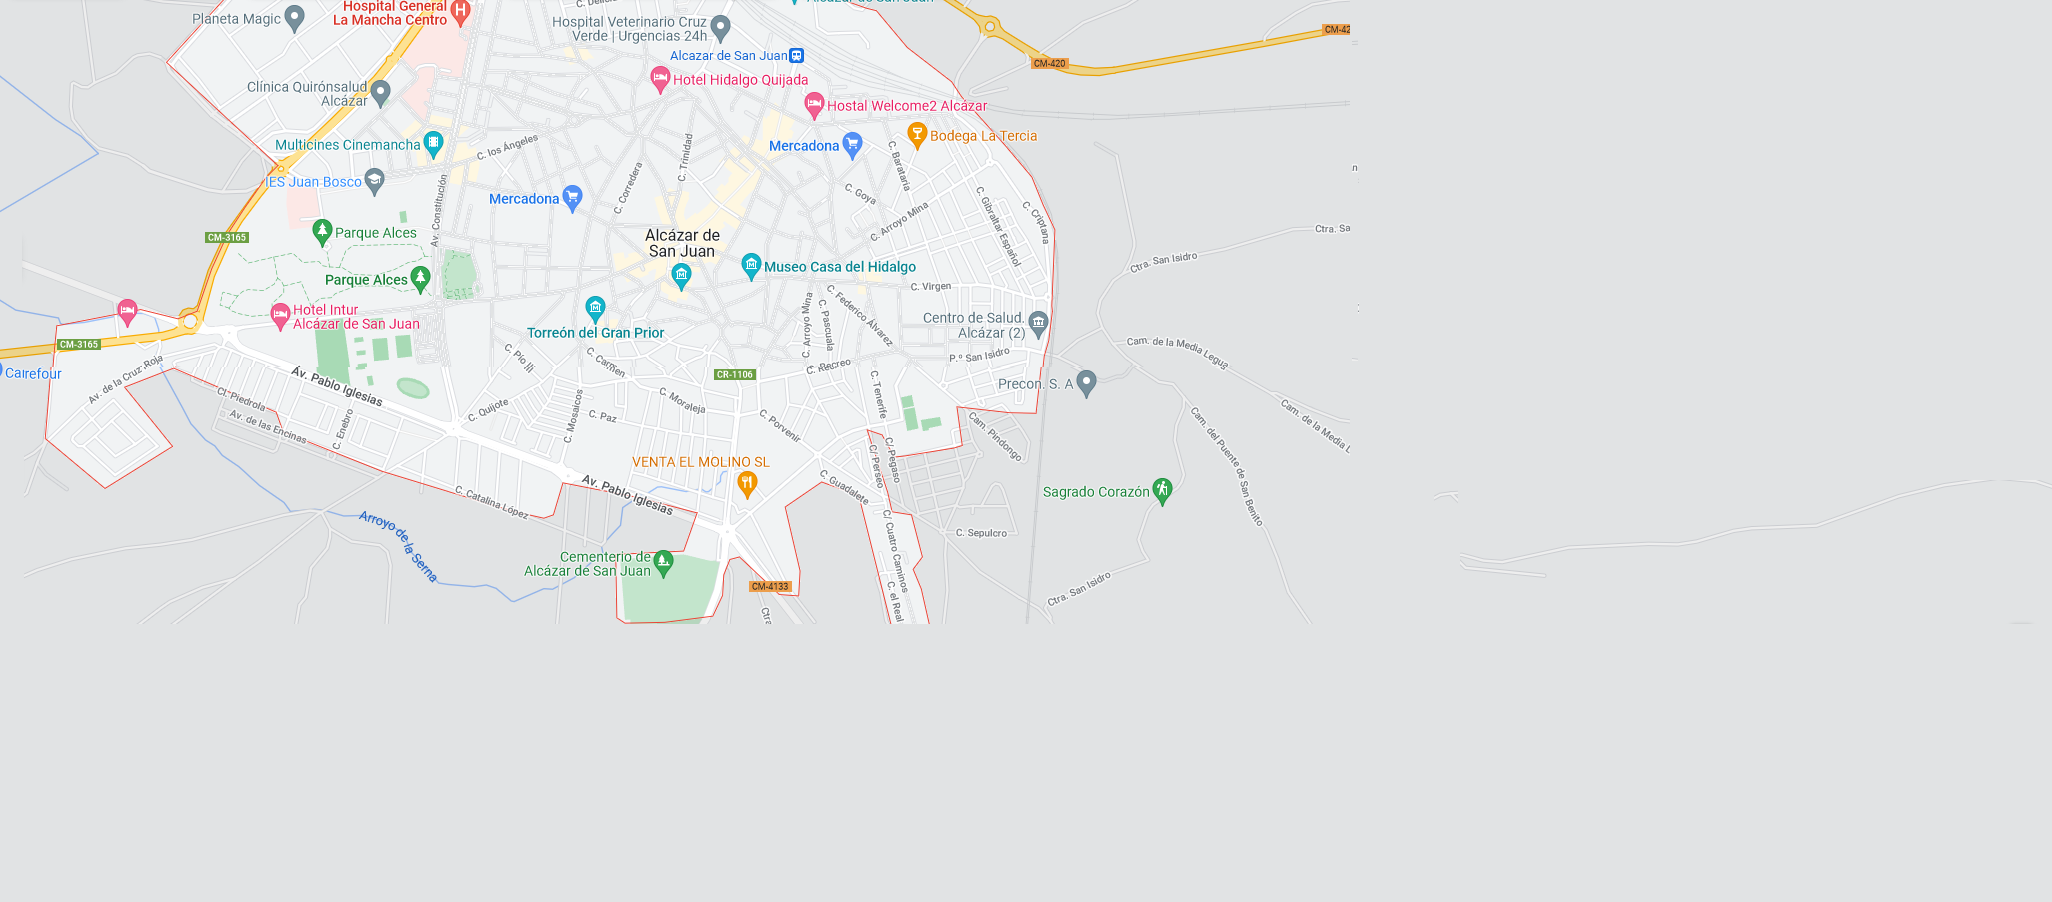 Hospital General
La Mancha Centro
C. Delicia
Planeta Magic
Hospital Veterinario Cruz
Verde | Urgencias 24h
CM-42
Alcazar de San Juan
CM-420
Hotel Hidalgo Quijada
Clínica Quirónsalud
Alcázar
Hostal Welcome2 Alcázar
Bodega La Tercia
Multicines Cinemancha
C. los Ángeles
C. Trinidad
Mercadona
C. Barataria
IES Juan Bosco
C. Corredera
Mercadona
C. Goya
Av. Constitución
C. Arroyo Mina
C. Gibraltar Español
C. Criptana
CM-3165
Parque Alces
Alcázar de
San Juan
Ctra. Sa
Parque Alces
Museo Casa del Hidalgo
Ctra. San Isidro
C. Virgen
Hotel Intur
Alcázar de San Juan
Torreón del Gran Prior
C. Arroyo Mina
C. Pascuala
C. Federico Álvarez
Centro de Salud.
Alcázar (2)
CM-3165
C. Pío III
C. Carmen
C. Recreo
P.º San Isidro
Cam. de la Media Legua
Carrefour
Av. de la Cruz Roja
Av. Pablo Iglesias
CR-1106
C. Tenerife
Precon. S. A
Cl. Piedrola
Av. de las Encinas
C. Enebro
C. Quijote
C. Mosaicos
C. Paz
C. Moraleja
C. Porvenir
Cam. Pindongo
Cam. del Puente de San Benito
Cam. de la Media L
VENTA EL MOLINO SL
C/. Perseo
C/. Pegaso
Av. Pablo Iglesias
C. Guadalete
Sagrado Corazón
C. Catalina López
Arroyo de la Serna
C/ Cuatro Caminos
C. Sepulcro
Cementerio de
Alcázar de San Juan
CM-4133
Ctra. San Isidro
C. el Real
Ctra.